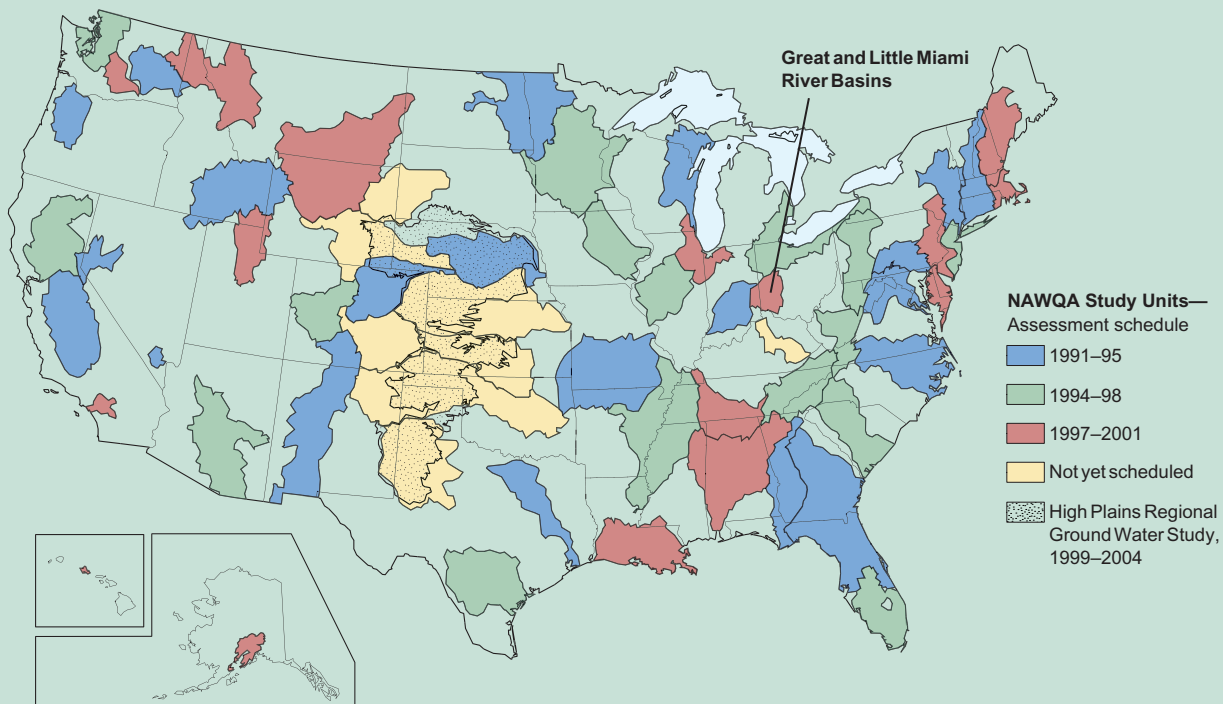 Great and Little Miami
River Basins
NAWQA Study Units—
Assessment schedule
1991–95
1994–98
1997–2001
Not yet scheduled
High Plains Regional
Ground Water Study,
1999–2004